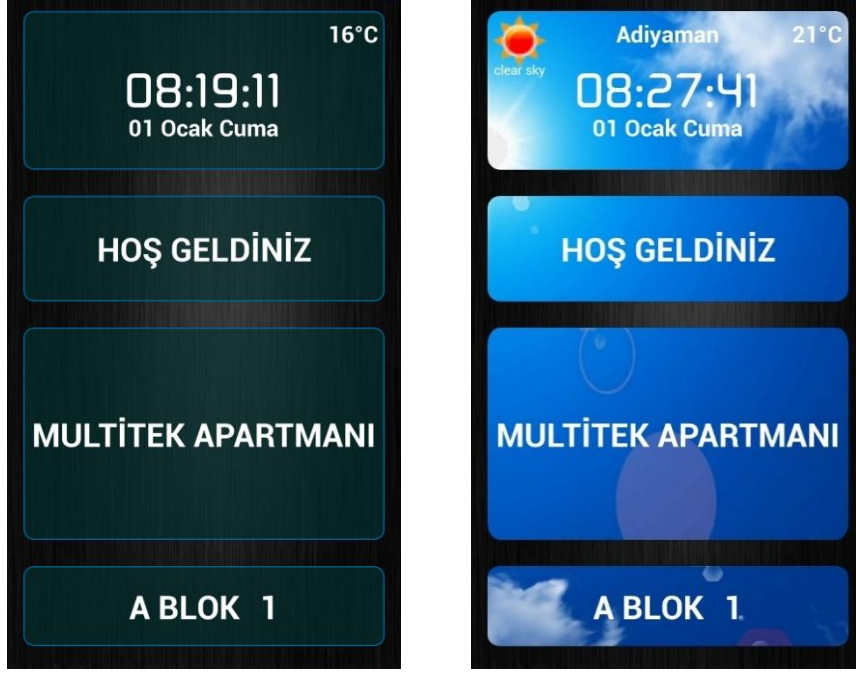 16°C
08:19:11
01 Ocak Cuma
HOŞ GELDİNİZ
MULTİTEK APARTMANI
A BLOK 1
Adiyaman 21°C
clear sky
08:27:41
01 Ocak Cuma
HOŞ GELDİNİZ
MULTİTEK APARTMANI
A BLOK 1